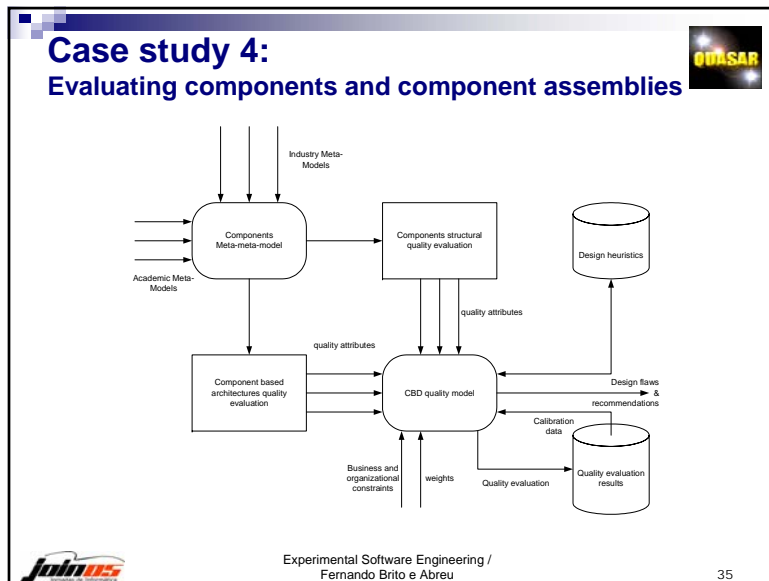 Case study 4:
Evaluating components and component assemblies
QUASAR
Industry Meta-
Models
Components
Meta-meta-model
Components structural
quality evaluation
Design heuristics
Academic Meta-
Models
quality attributes
quality attributes
Component based
architectures quality
evaluation
CBD quality model
Design flaws
&
recommendations
Calibration
data
Business and
organizational
constraints
weights
Quality evaluation
Quality evaluation
results
joinos
Experimental Software Engineering /
Fernando Brito e Abreu
35